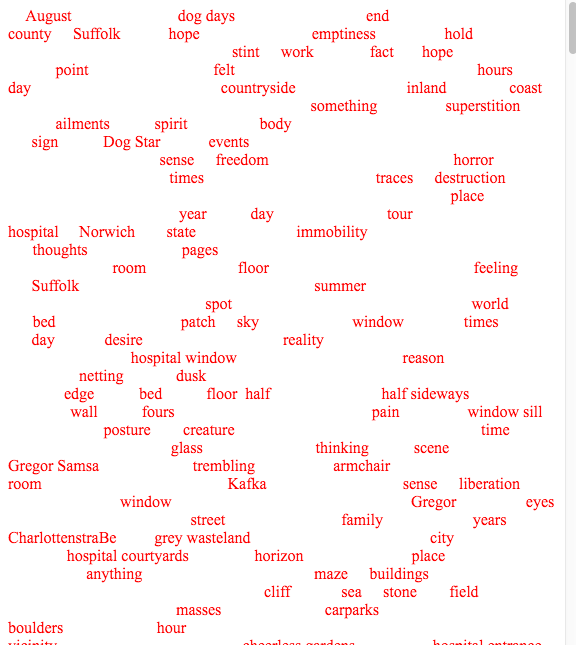 August dog days end
county Suffolk hope emptiness hold
stint work fact hope
point felt hours
day countryside inland coast
something superstition
ailments spirit body
sign Dog Star events
sense freedom horror
times traces destruction
place
year day tour
hospital Norwich state immobility
thoughts pages
room floor feeling
Suffolk summer
spot world
bed patch sky window times
day desire reality
hospital window reason
netting dusk
edge bed floor half half sideways
wall fours pain window sill
posture creature time
glass thinking scene
Gregor Samsa trembling armchair
room Kafka sense liberation
window Gregor eyes
street family years
CharlottenstraBe grey wasteland city
hospital courtyards horizon place
anything maze buildings
cliff sea stone field
masses carparks
boulders hour
vicinity cheerless gardens hospital entrance